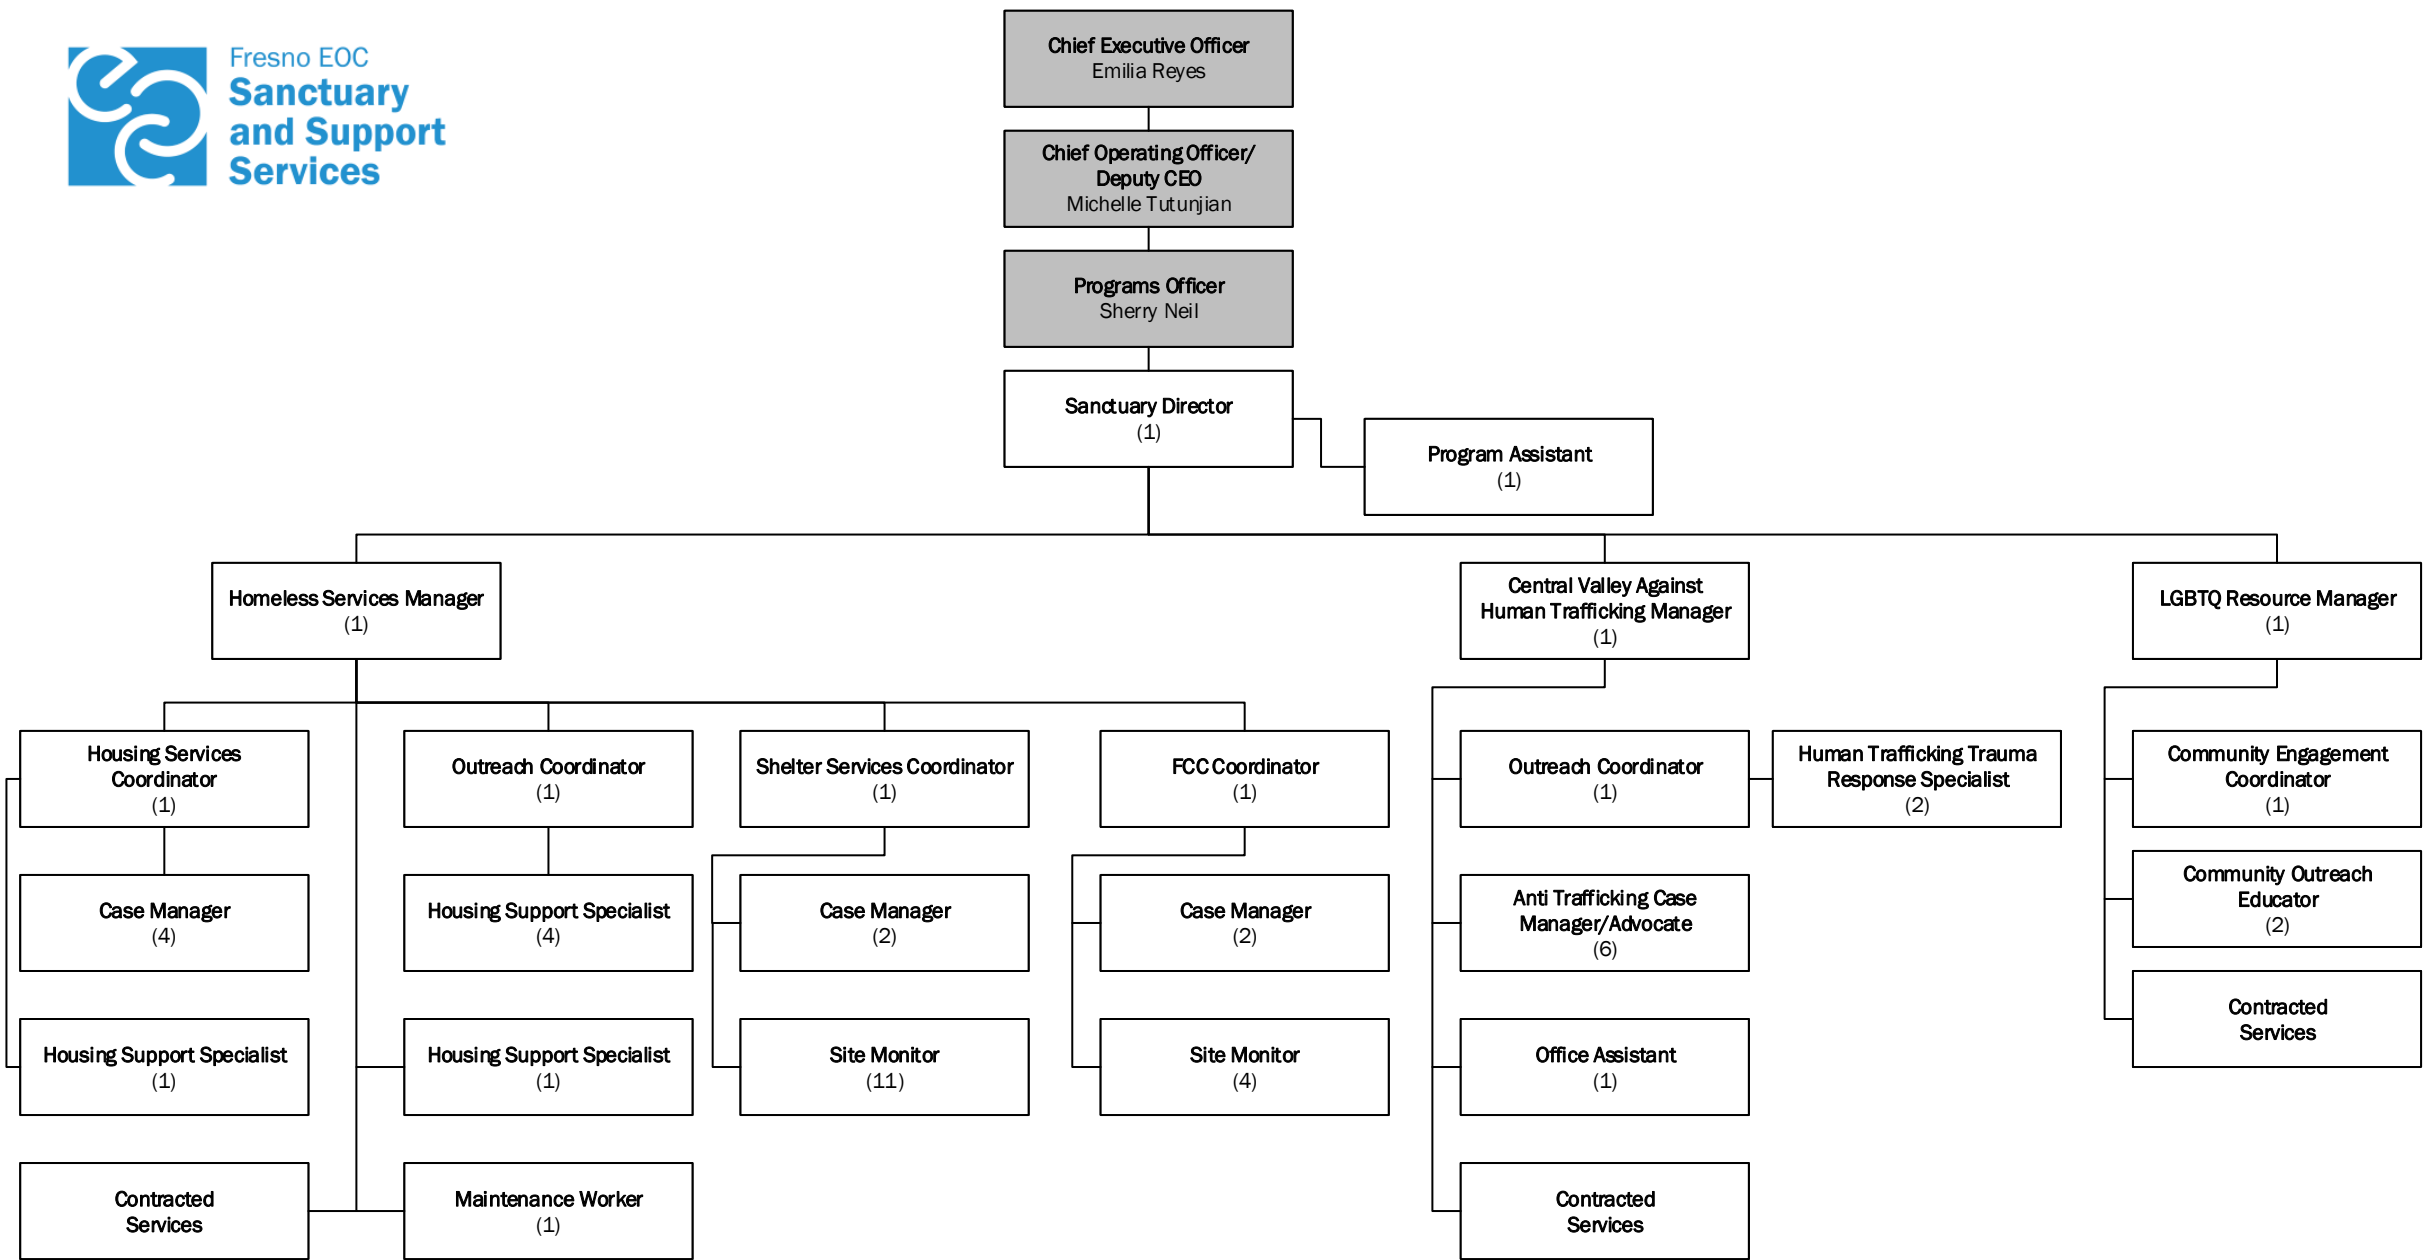 Fresno EOC
Sanctuary
and Support
Services
Chief Executive Officer
Emilia Reyes
Chief Operating Officer/
Deputy CEO
Michelle Tutunjian
Programs Officer
Sherry Neil
Sanctuary Director
(1)
Program Assistant
(1)
Homeless Services Manager
(1)
Central Valley Against
Human Trafficking Manager
(1)
LGBTQ Resource Manager
(1)
Housing Services
Coordinator
(1)
Outreach Coordinator
(1)
Shelter Services Coordinator
(1)
FCC Coordinator
(1)
Outreach Coordinator
(1)
Human Trafficking Trauma
Response Specialist
(2)
Community Engagement
Coordinator
(1)
Case Manager
(4)
Housing Support Specialist
(4)
Case Manager
(2)
Case Manager
(2)
Anti Trafficking Case
Manager/Advocate
(6)
Community Outreach
Educator
(2)
Housing Support Specialist
(1)
Housing Support Specialist
(1)
Site Monitor
(11)
Site Monitor
(4)
Office Assistant
(1)
Contracted
Services
Contracted
Services
Maintenance Worker
(1)
Contracted
Services